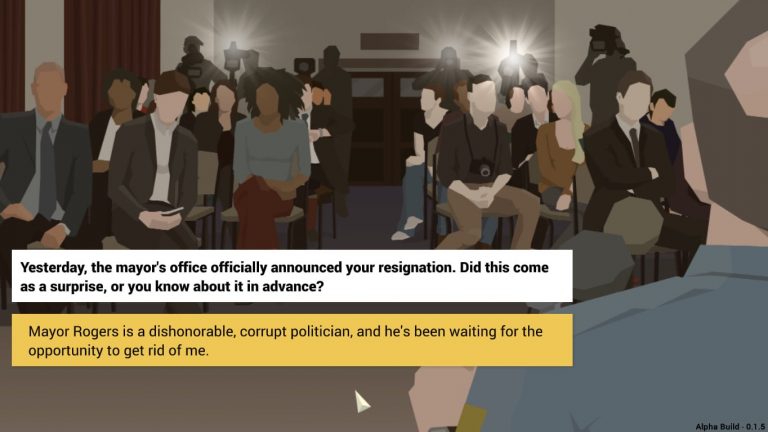 Yesterday, the mayor's office officially announced your resignation. Did this come
as a surprise, or you know about it in advance?
Mayor Rogers is a dishonorable, corrupt politician, and he's been waiting for the
opportunity to get rid of me.
Alpha Build - 0.1.5